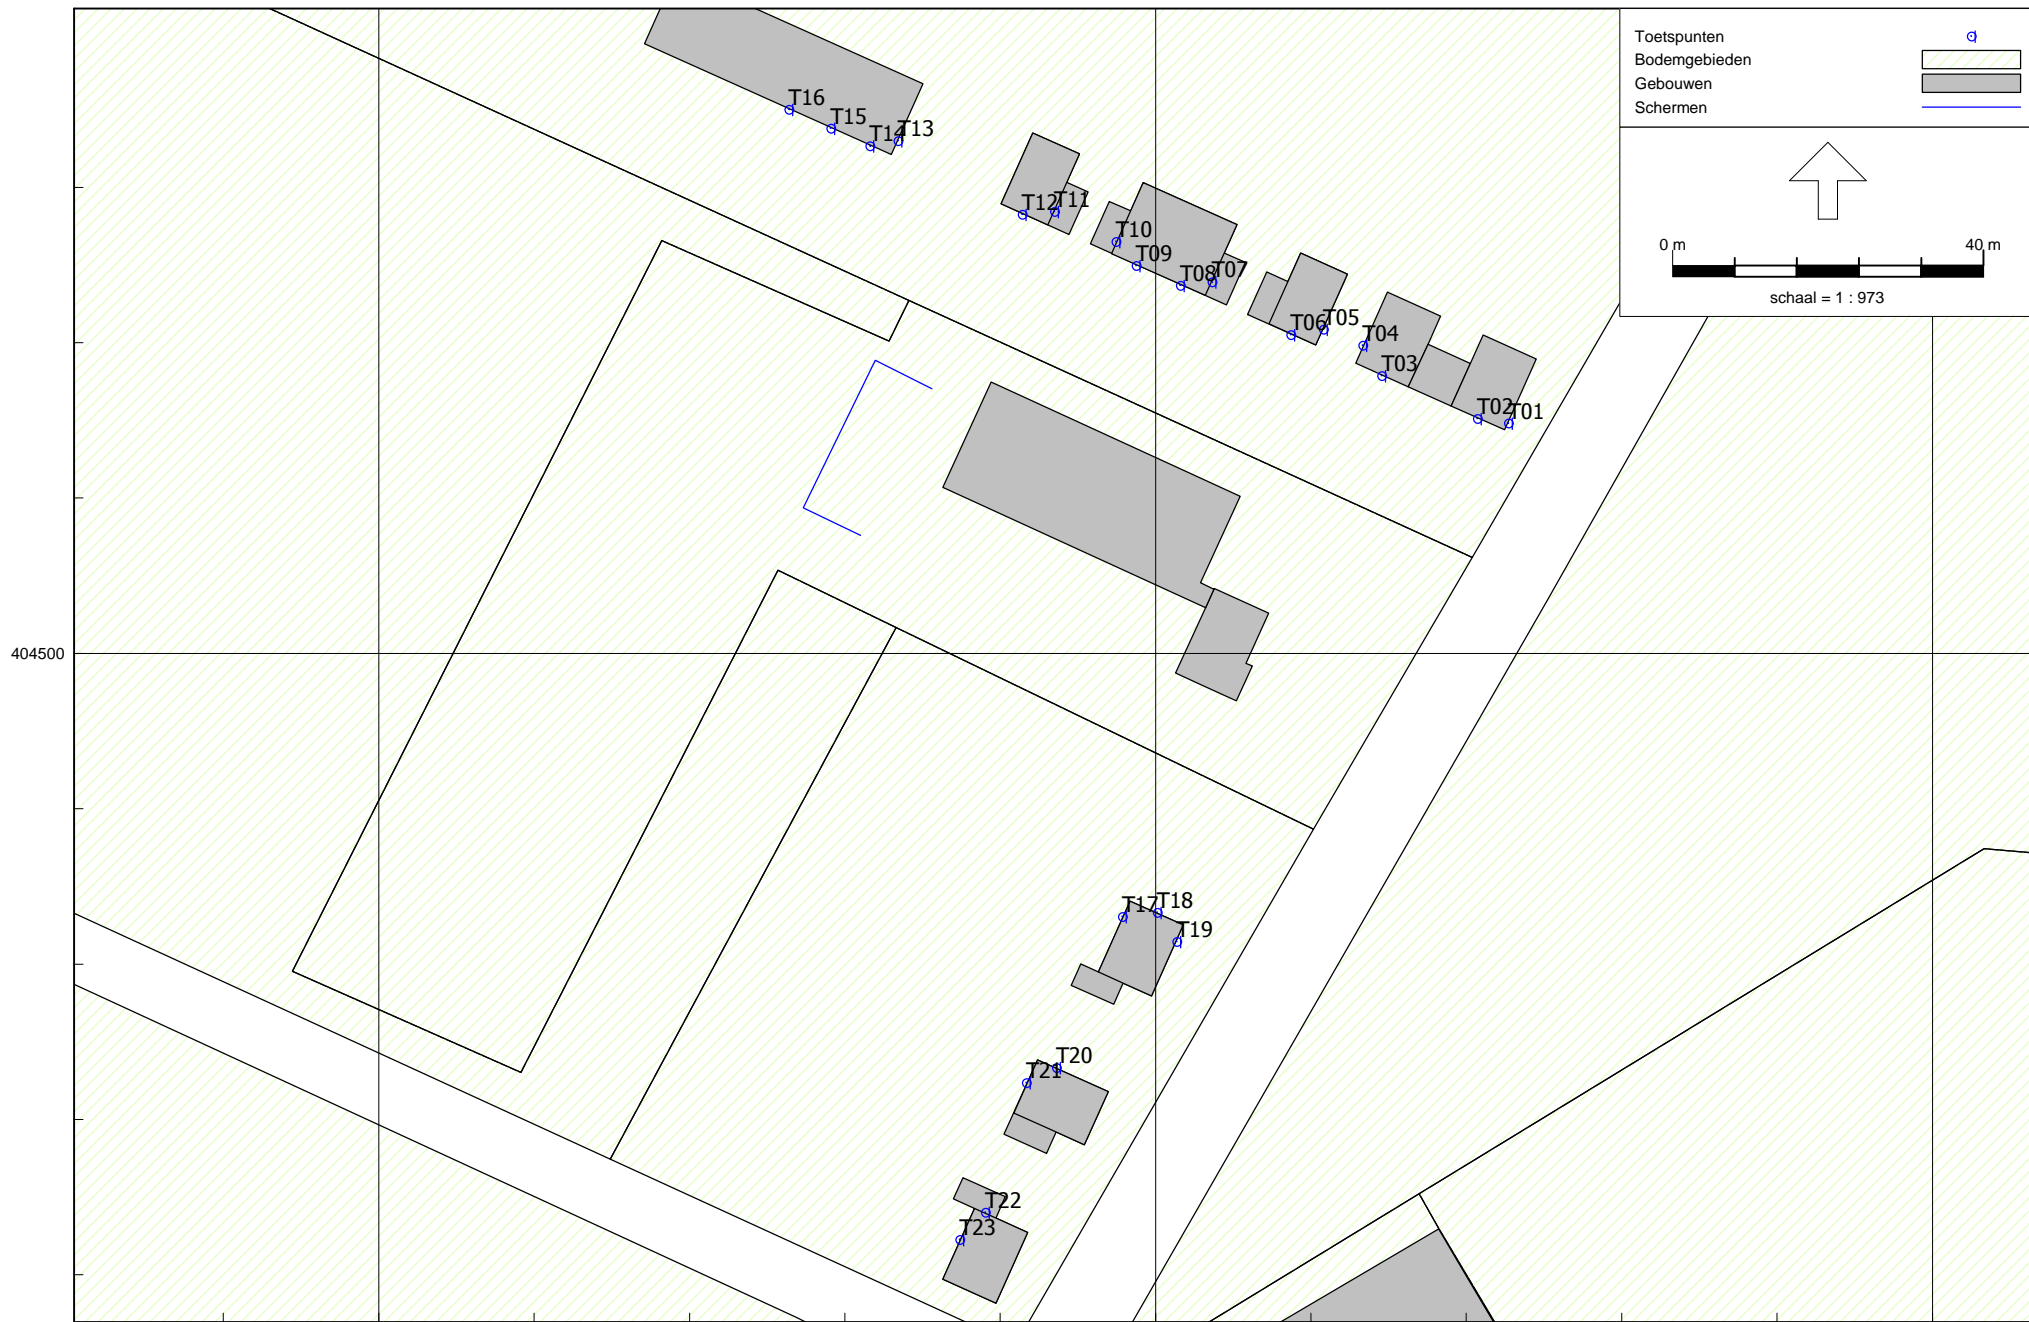 Toetspunten
Bodemgebieden
Gebouwen
Schermen
0 m
40 m
schaal = 1 : 973
T16
T15
T14
T13
T12
T11
T10
T09
T08
T07
T06
T05
T04
T03
T02
T01
404500
T17
T18
T19
T20
T21
T22
T23